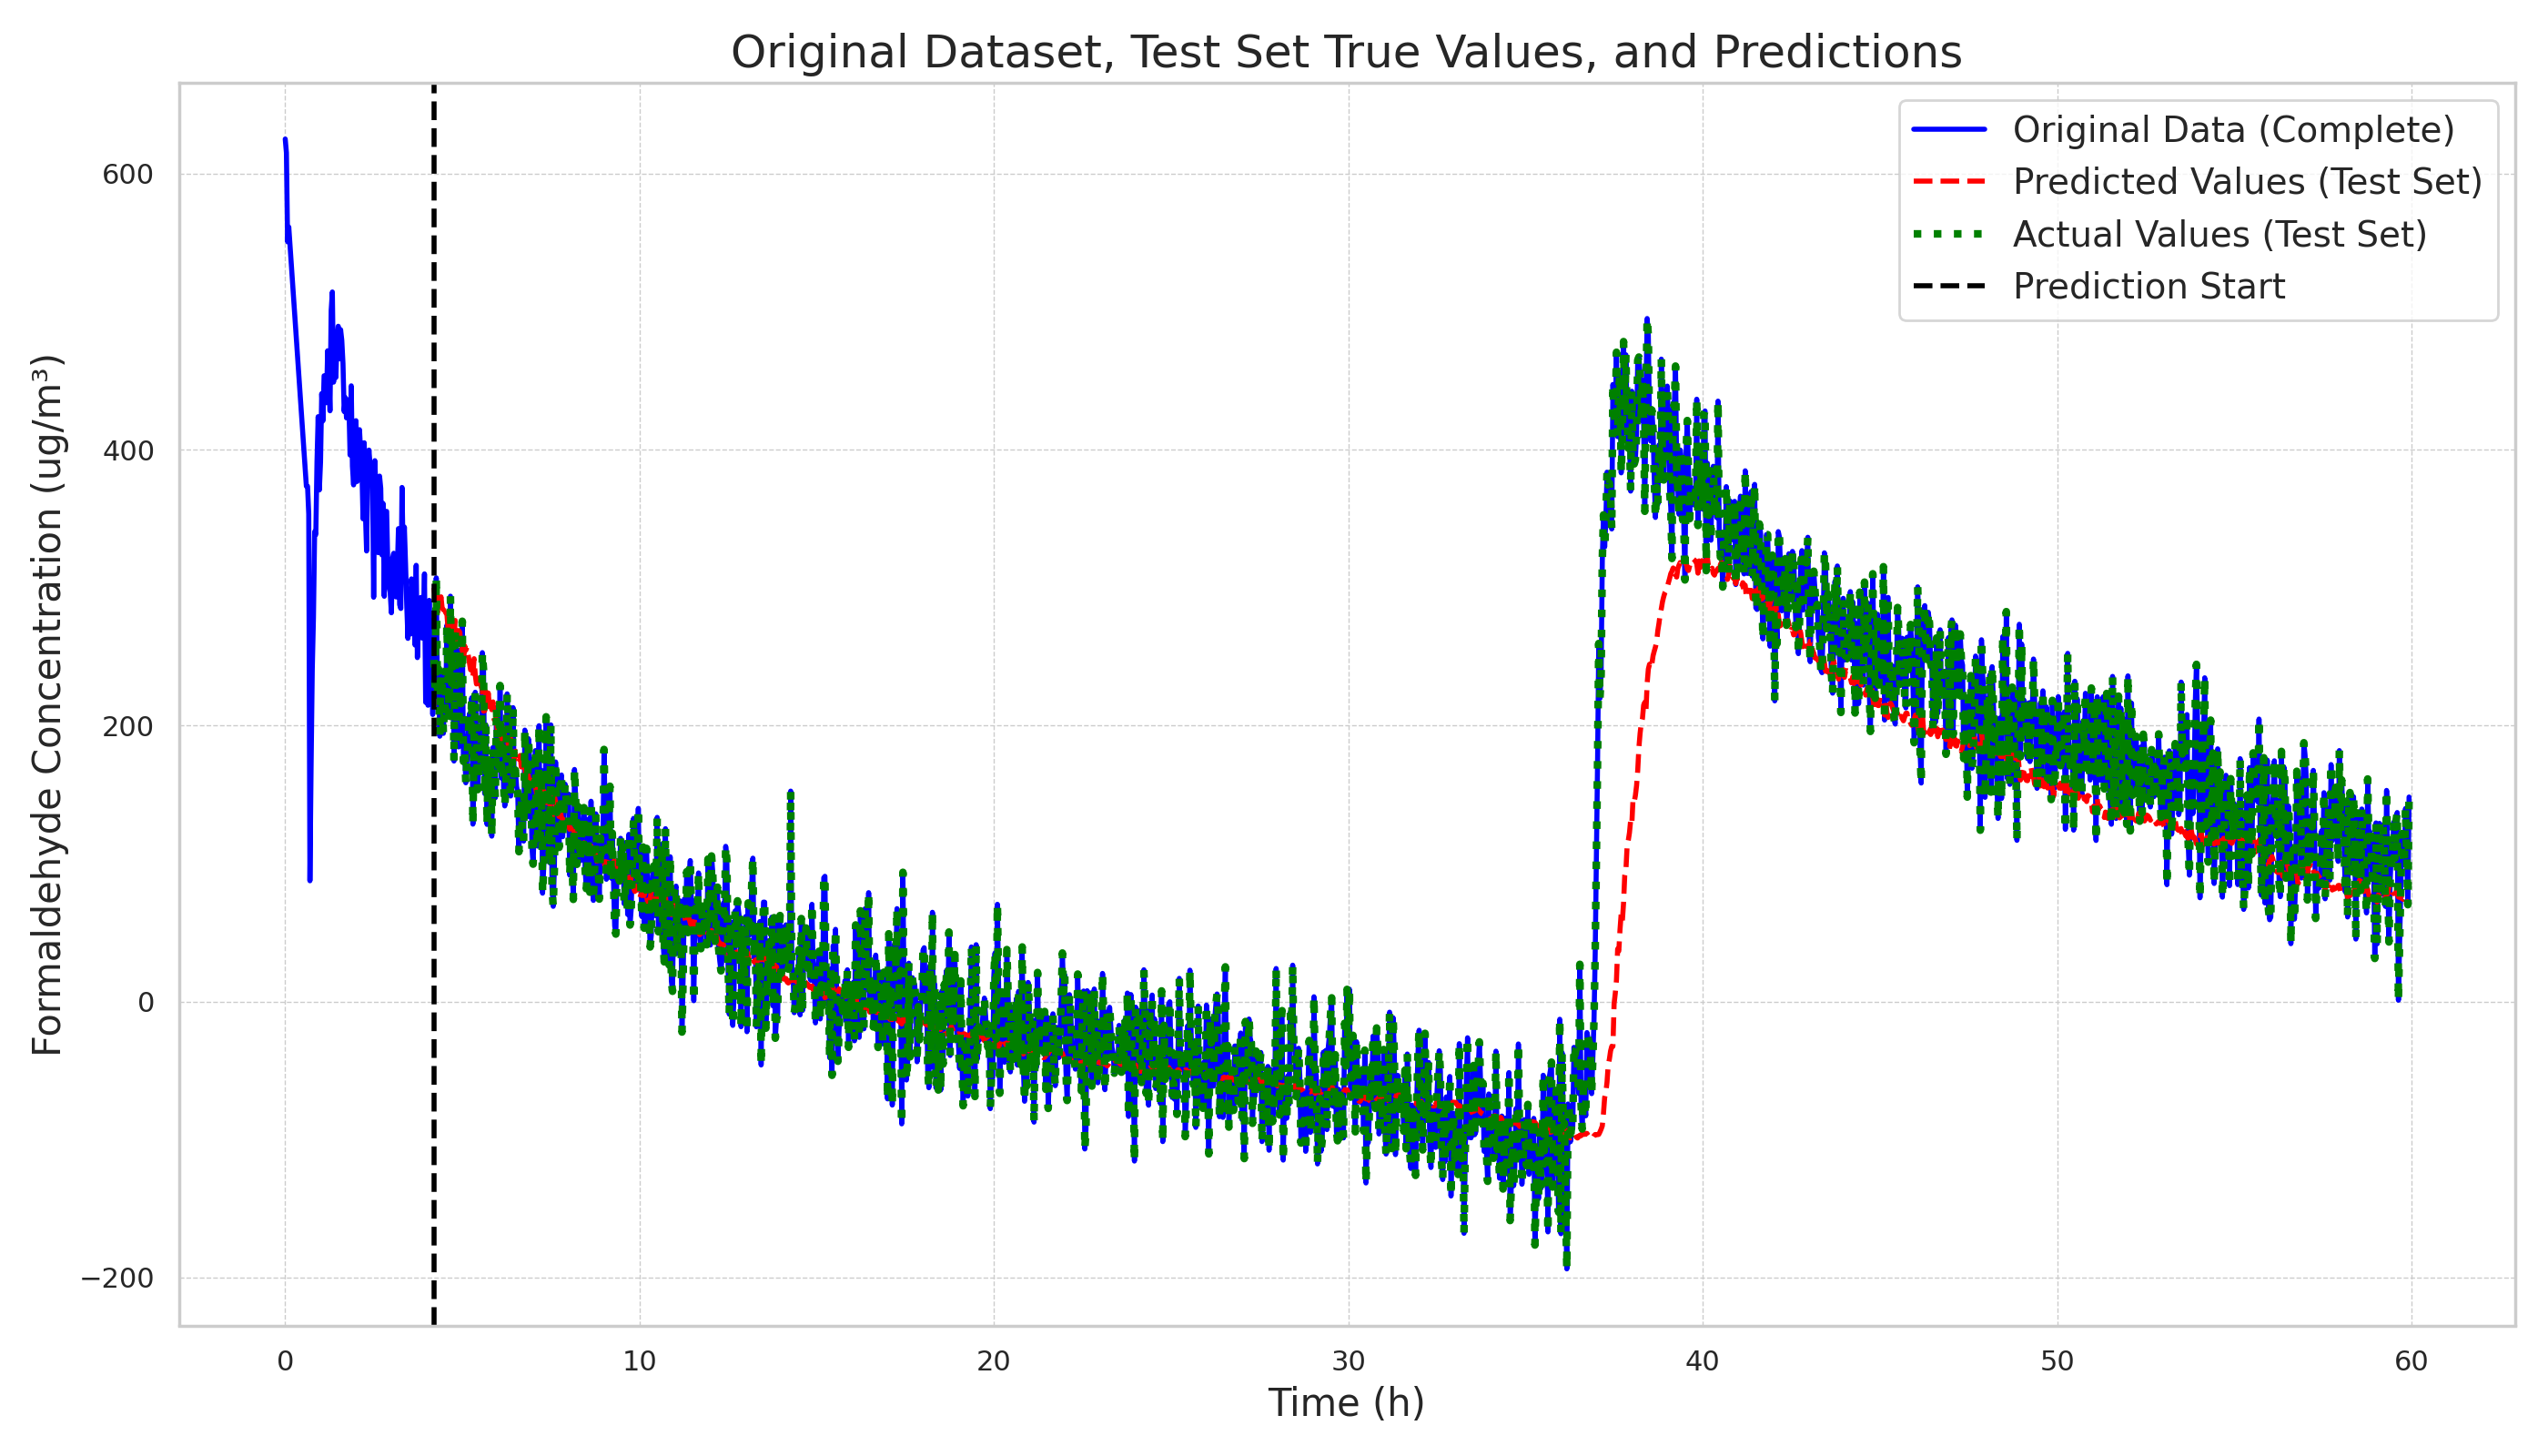 Original Dataset, Test Set True Values, and Predictions
Original Data (Complete)
Predicted Values (Test Set)
Actual Values (Test Set)
Prediction Start
Formaldehyde Concentration (ug/m³)
600
400
200
0
−200
0
10
20
30
40
50
60
Time (h)